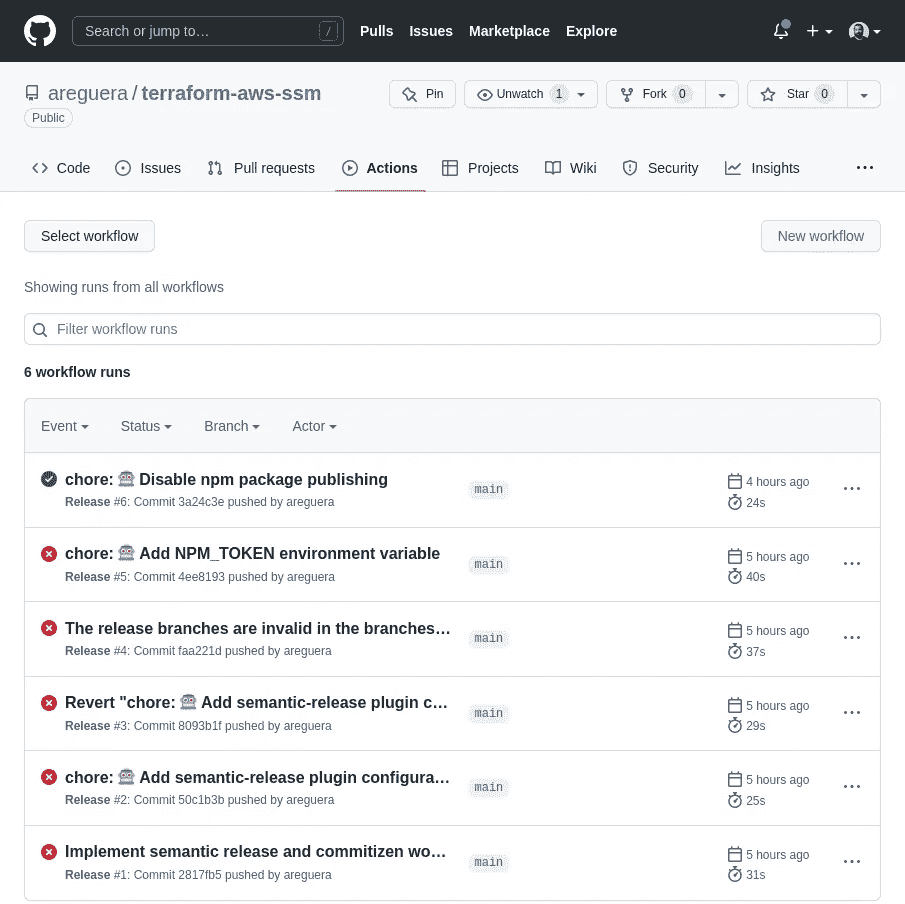 Search or jump to… /
Pulls Issues Marketplace Explore
areguera / terraform-aws-ssm
Public
Pin Unwatch 1 Fork 0 Star 0
Code Issues Pull requests Actions Projects Wiki Security Insights
Select workflow New workflow
Showing runs from all workflows
Filter workflow runs
6 workflow runs
Event Status Branch Actor
chore: 🤖 Disable npm package publishing
Release #6: Commit 3a24c3e pushed by areguera
main
4 hours ago
24s
chore: 🤖 Add NPM_TOKEN environment variable
Release #5: Commit 4ee8193 pushed by areguera
main
5 hours ago
40s
The release branches are invalid in the branches…
Release #4: Commit faa221d pushed by areguera
main
5 hours ago
37s
Revert "chore: 🤖 Add semantic-release plugin c…
Release #3: Commit 8093b1f pushed by areguera
main
5 hours ago
29s
chore: 🤖 Add semantic-release plugin configura…
Release #2: Commit 50c1b3b pushed by areguera
main
5 hours ago
25s
Implement semantic release and commitizen wo…
Release #1: Commit 2817fb5 pushed by areguera
main
5 hours ago
31s